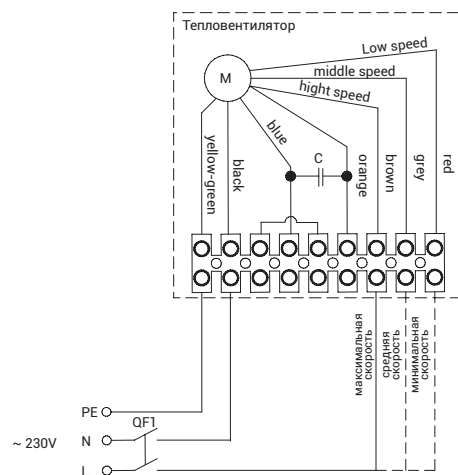 Тепловентилятор
M
Low speed
middle speed
hight speed
blue
C
yellow-green
black
orange
brown
grey
red
максимальная
скорость
средняя
скорость
минимальная
скорость
PE
QF1
~ 230V
N
L